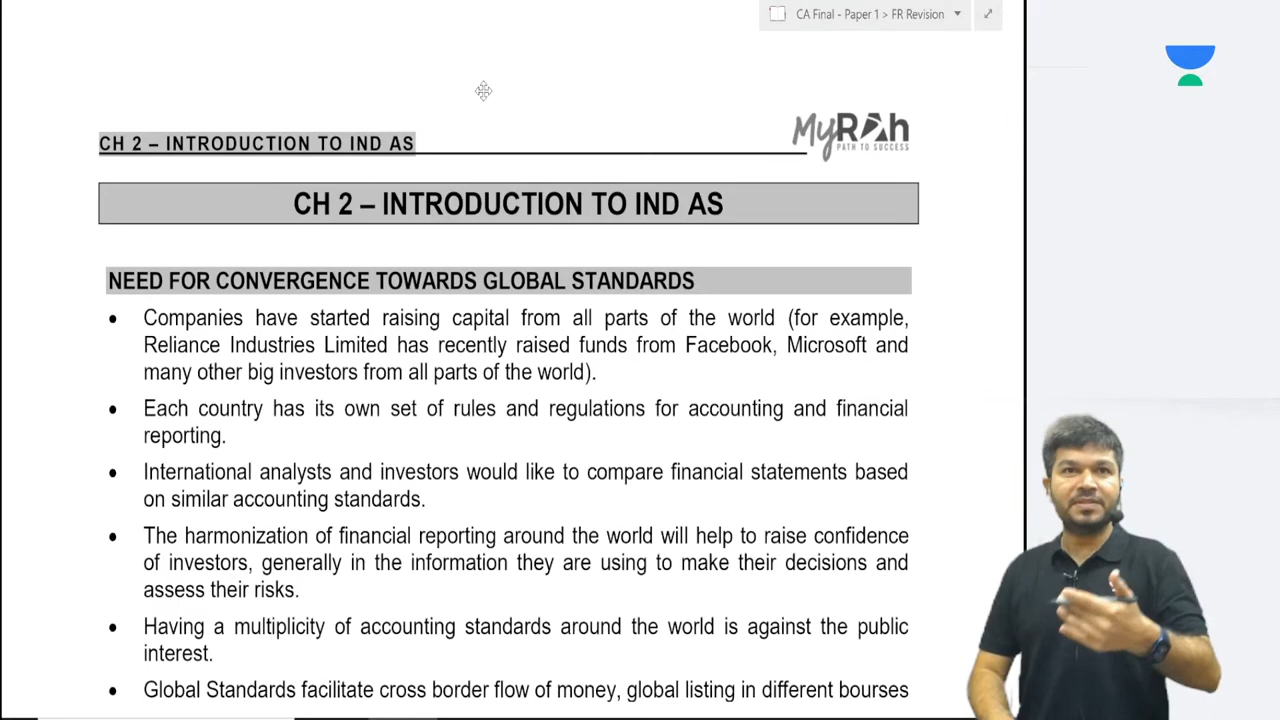 CA Final - Paper 1 > FR Revision
CH 2 – INTRODUCTION TO IND AS
MyRAh
PATH TO SUCCESS
CH 2 – INTRODUCTION TO IND AS
NEED FOR CONVERGENCE TOWARDS GLOBAL STANDARDS
• Companies have started raising capital from all parts of the world (for example,
Reliance Industries Limited has recently raised funds from Facebook, Microsoft and
many other big investors from all parts of the world).
• Each country has its own set of rules and regulations for accounting and financial
reporting.
• International analysts and investors would like to compare financial statements based
on similar accounting standards.
• The harmonization of financial reporting around the world will help to raise confidence
of investors, generally in the information they are using to make their decisions and
assess their risks.
• Having a multiplicity of accounting standards around the world is against the public
interest.
• Global Standards facilitate cross border flow of money, global listing in different bourses